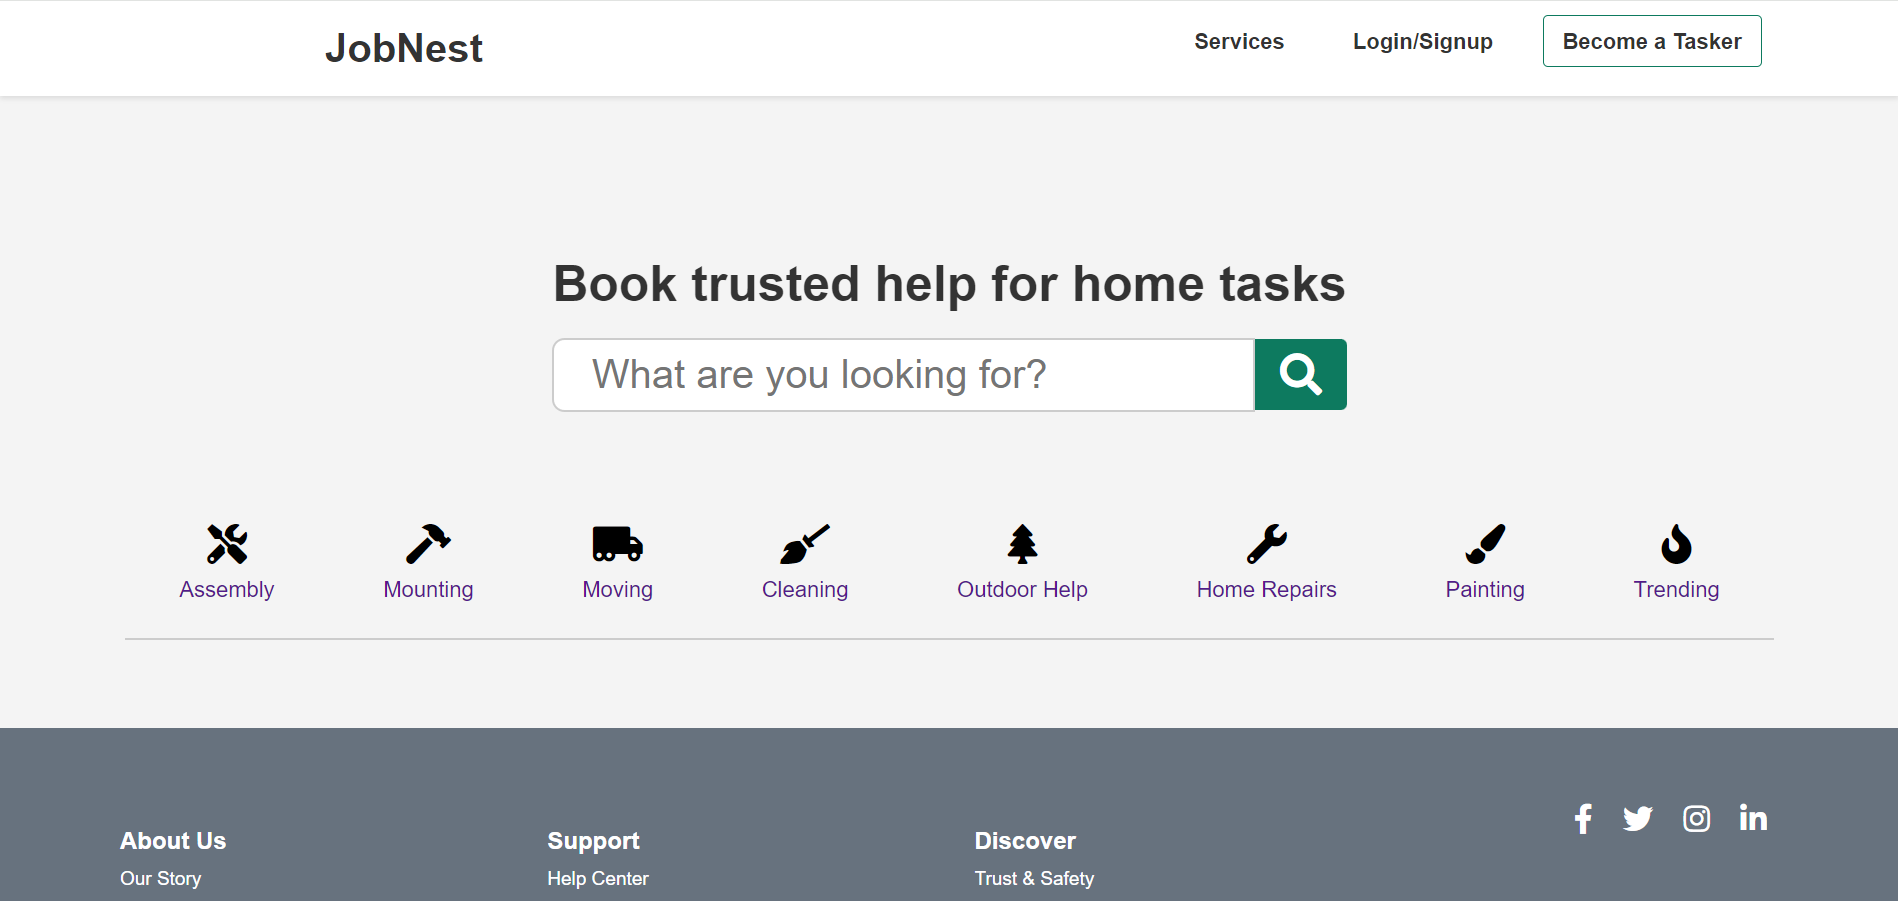 JobNest
Services Login/Signup Become a Tasker
Book trusted help for home tasks
What are you looking for?
Assembly Mounting Moving Cleaning Outdoor Help Home Repairs Painting Trending
About Us Support Discover
Our Story Help Center Trust & Safety